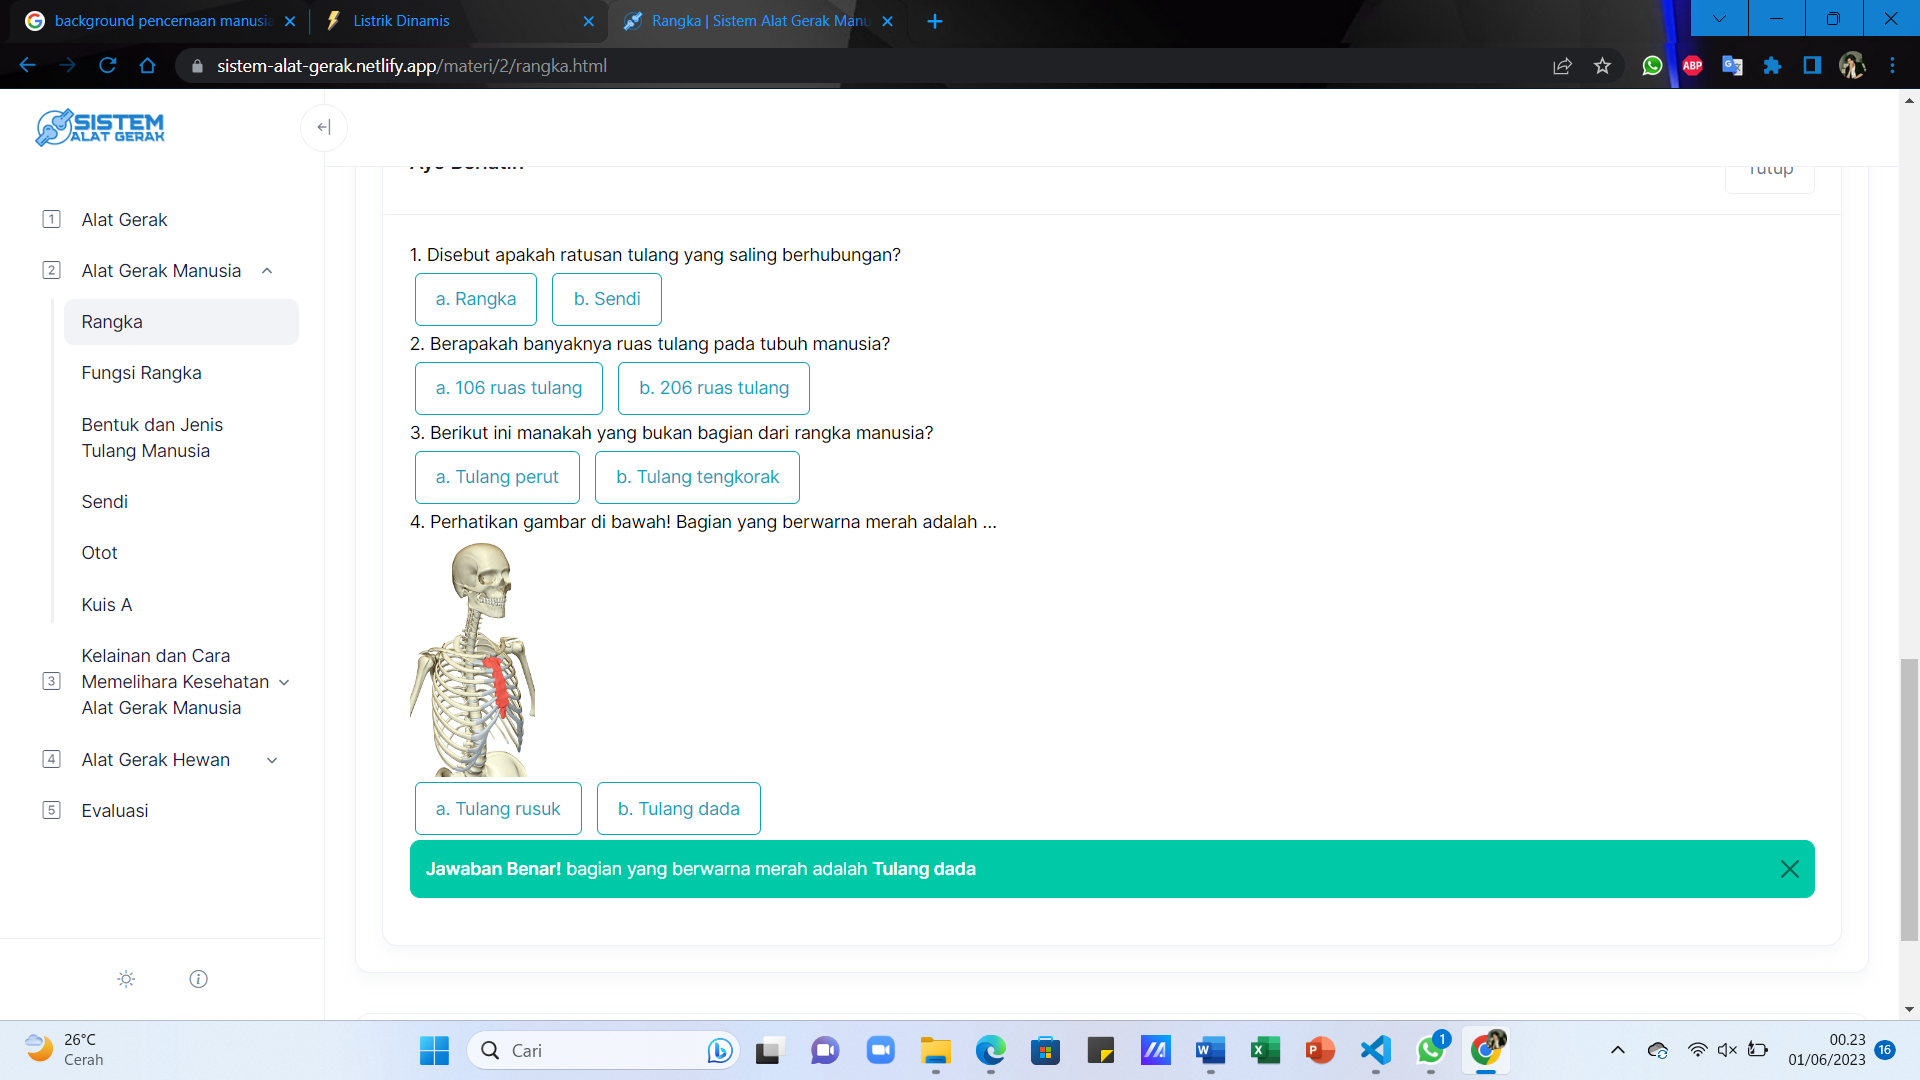 background pencernaan manusia
Listrik Dinamis
Rangka | Sistem Alat Gerak Manu
sistem-alat-gerak.netlify.app/materi/2/rangka.html
ABP
SISTEM
ALAT GERAK
Ayo Berlatih
Tutup
1 Alat Gerak
2 Alat Gerak Manusia
Rangka
Fungsi Rangka
Bentuk dan Jenis
Tulang Manusia
Sendi
Otot
Kuis A
3 Kelainan dan Cara
Memelihara Kesehatan
Alat Gerak Manusia
4 Alat Gerak Hewan
5 Evaluasi
1. Disebut apakah ratusan tulang yang saling berhubungan?
a. Rangka b. Sendi
2. Berapakah banyaknya ruas tulang pada tubuh manusia?
a. 106 ruas tulang b. 206 ruas tulang
3. Berikut ini manakah yang bukan bagian dari rangka manusia?
a. Tulang perut b. Tulang tengkorak
4. Perhatikan gambar di bawah! Bagian yang berwarna merah adalah ...
a. Tulang rusuk b. Tulang dada
Jawaban Benar! bagian yang berwarna merah adalah Tulang dada
26°C
Cerah
Cari
1
00.23
01/06/2023
16